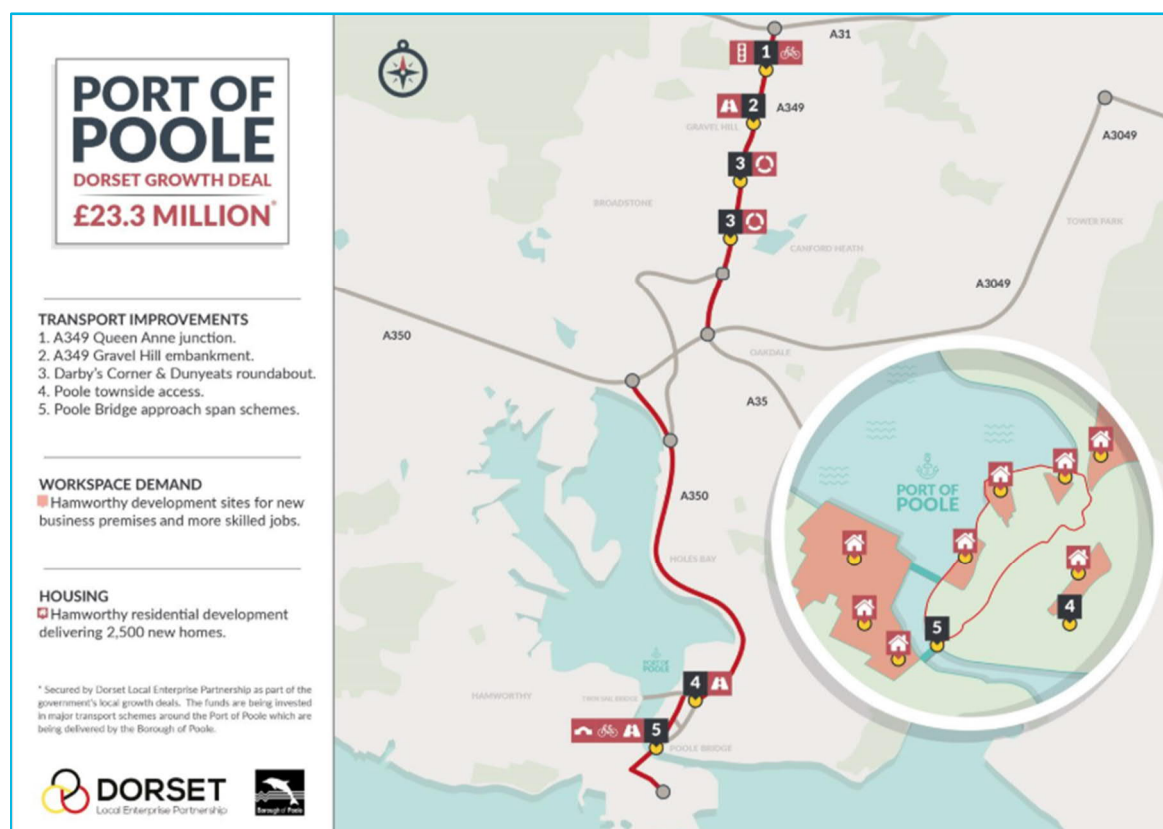 PORT OF
POOLE
DORSET GROWTH DEAL
£23.3 MILLION*
TRANSPORT IMPROVEMENTS
1. A349 Queen Anne junction.
2. A349 Gravel Hill embankment.
3. Darby's Corner & Dunyeats roundabout.
4. Poole townside access.
5. Poole Bridge approach span schemes.
WORKSPACE DEMAND
Hamworthy development sites for new
business premises and more skilled jobs.
HOUSING
Hamworthy residential development
delivering 2,500 new homes.
* Secured by Dorset Local Enterprise Partnership as part of the
government's local growth deals. The funds are being invested
in major transport schemes around the Port of Poole which are
being delivered by the Borough of Poole.
DORSET
Local Enterprise Partnership
Borough of Poole
A31
1
2
A349
GRAVEL HILL
A3049
3
BROADSTONE
TOWER PARK
3
CANFORD HEATH
A3049
A350
OAKDALE
A35
A350
HOLES BAY
PORT OF
POOLE
HAMWORTHY
TWIN SAIL BRIDGE
4
5
POOLE BRIDGE
PORT OF
POOLE
4
5